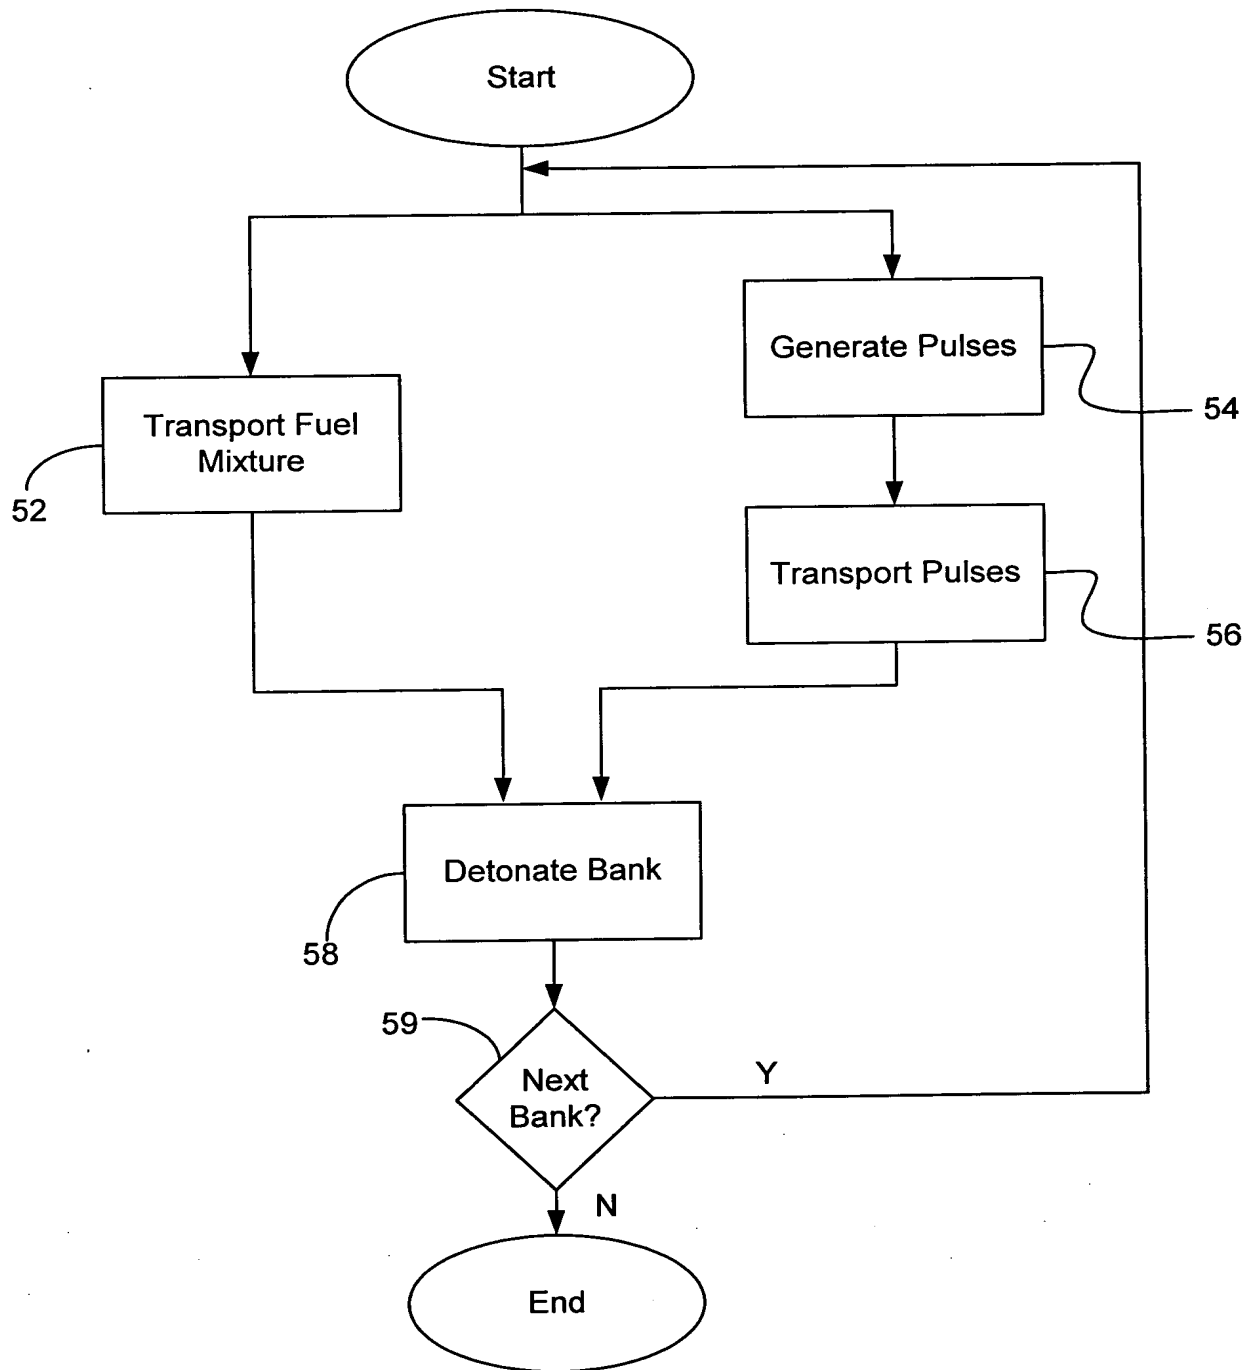 Start
Generate Pulses
54
Transport Fuel
Mixture
52
Transport Pulses
56
Detonate Bank
58
59
Next
Bank?
Y
N
End